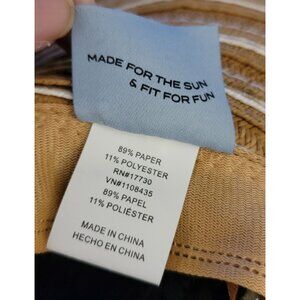 MADE FOR THE SUN
& FIT FOR FUN
89% PAPER
11% POLYESTER
RN#17730
VN#1108435
89% PAPEL
11% POLIÉSTER
MADE IN CHINA
HECHO EN CHINA